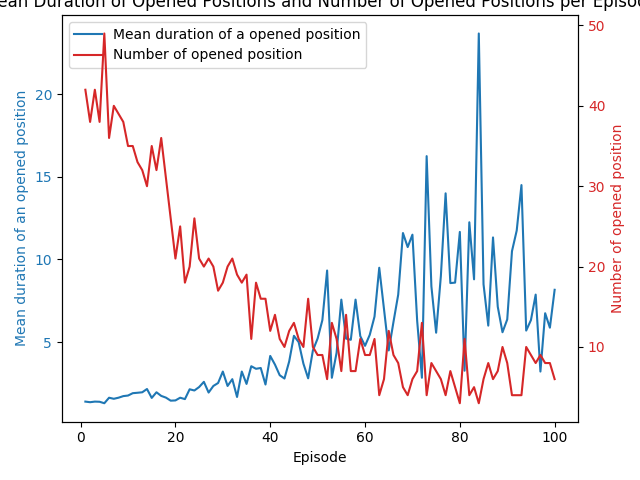 ean Duration of Opened Positions and Number of Opened Positions per Episod
Mean duration of a opened position
Number of opened position
Mean duration of an opened position
20
15
10
5
50
40
30
20
10
Number of opened position
0
20
40
60
80
100
Episode